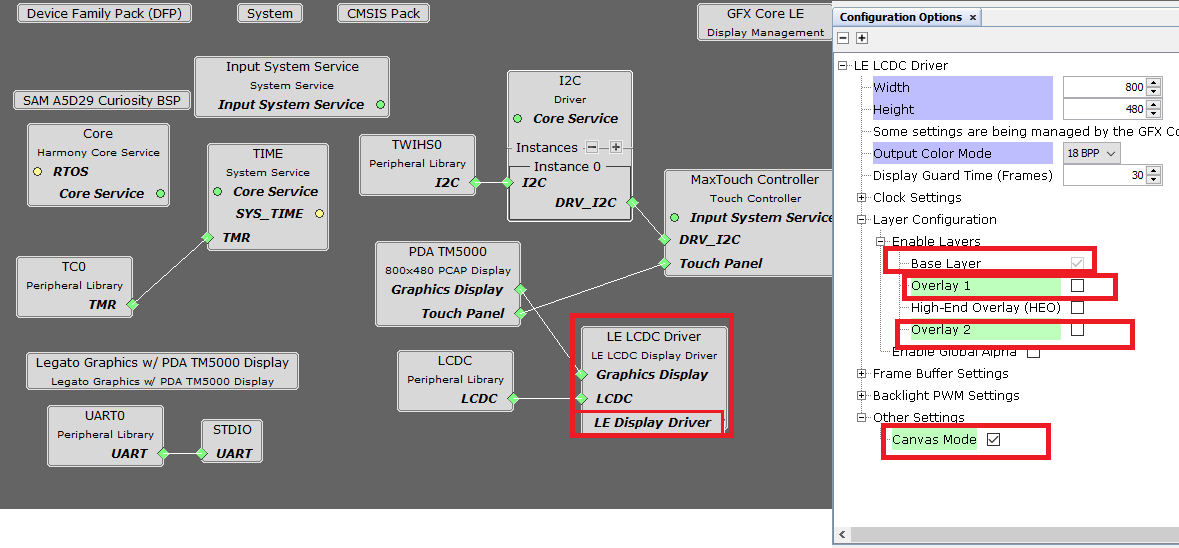 Device Family Pack (DFP)
System
CMSIS Pack
GFX Core LE
Display Management
Input System Service
System Service
Input System Service
SAM A5D29 Curiosity BSP
Core
Harmony Core Service
RTOS
Core Service
TIME
System Service
Core Service
SYS_TIME
TMR
TC0
Peripheral Library
TMR
I2C
Driver
Core Service
Instances
Instance 0
I2C
DRV_I2C
TWIHS0
Peripheral Library
I2C
MaxTouch Controller
Touch Controller
Input System Service
DRV_I2C
Touch Panel
PDA TM5000
800x480 PCAP Display
Graphics Display
Touch Panel
LE LCDC Driver
LE LCDC Display Driver
Graphics Display
LCDC
LE Display Driver
LCDC
Peripheral Library
LCDC
Legato Graphics w/ PDA TM5000 Display
Legato Graphics w/ PDA TM5000 Display
UART0
Peripheral Library
UART
STDIO
UART
Configuration Options ×
LE LCDC Driver
Width 800
Height 480
Some settings are being managed by the GFX Co
Output Color Mode 18 BPP
Display Guard Time (Frames) 30
Clock Settings
Layer Configuration
Enable Layers
Base Layer
Overlay 1
High-End Overlay (HEO)
Overlay 2
Enable Global Alpha
Frame Buffer Settings
Backlight PWM Settings
Other Settings
Canvas Mode